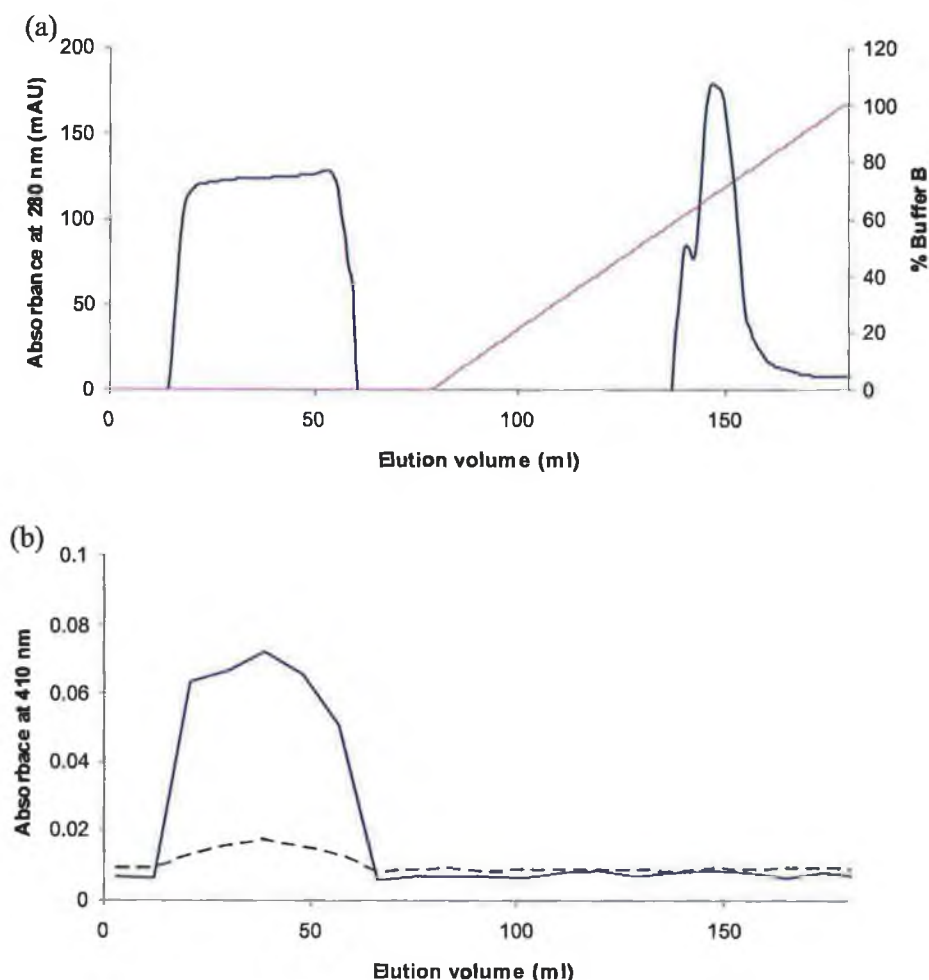 (a)
200
150
100
50
0
Absorbance at 280 nm (mAU)
120
100
80
60
40
20
0
% Buffer B
0 50 100 150
Elution volume (ml)
(b)
0.1
0.08
0.06
0.04
0.02
0
Absorbace at 410 nm
0 50 100 150
Elution volume (ml)